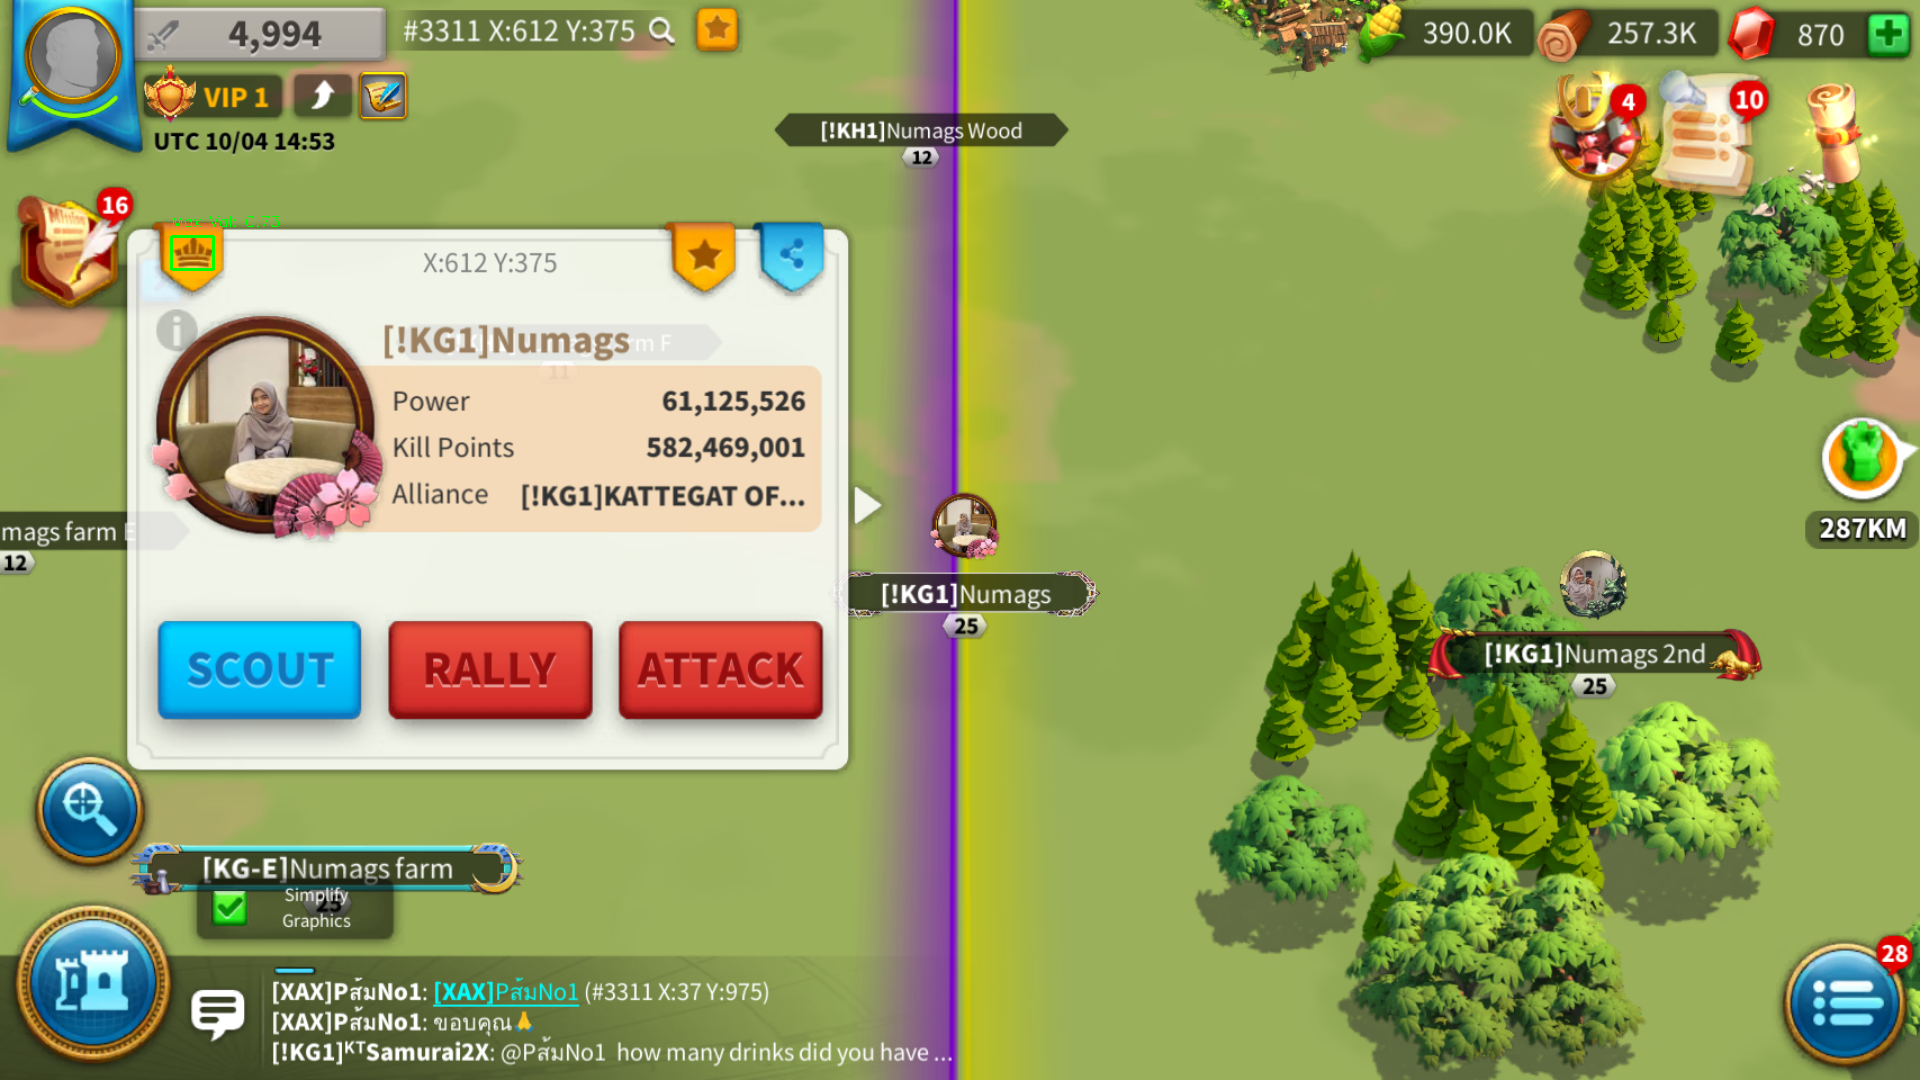 4,994
#3311 X:612 Y:375
390.0K
257.3K
870
VIP 1
UTC 10/04 14:53
[!KH1]Numags Wood
12
4
10
Mission
16
X:612 Y:375
[!KG1]Numags
Power 61,125,526
Kill Points 582,469,001
Alliance [!KG1]KATTEGAT OF...
11
mags farm E
12
SCOUT
RALLY
ATTACK
[!KG1]Numags
25
287KM
[!KG1]Numags 2nd
25
[KG-E]Numags farm
25
Simplify
Graphics
[XAX]Pส้มNo1: [XAX]Pส้มNo1 (#3311 X:37 Y:975)
[XAX]Pส้มNo1: ขอบคุณ🙏
[!KG1]ᴷᵀSamurai2X: @Pส้มNo1 how many drinks did you have ...
28